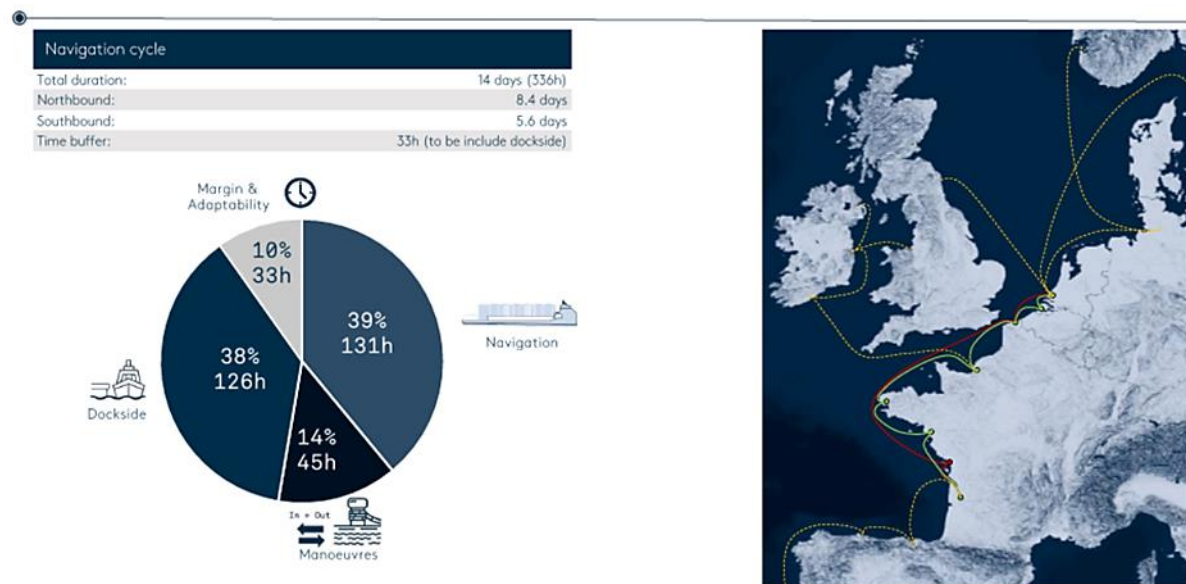 Navigation cycle
Total duration: 14 days (336h)
Northbound: 8.4 days
Southbound: 5.6 days
Time buffer: 33h (to be include dockside)
Margin &
Adaptability
10%
33h
39%
131h
Navigation
38%
126h
Dockside
14%
45h
In + Out
Manoeuvres